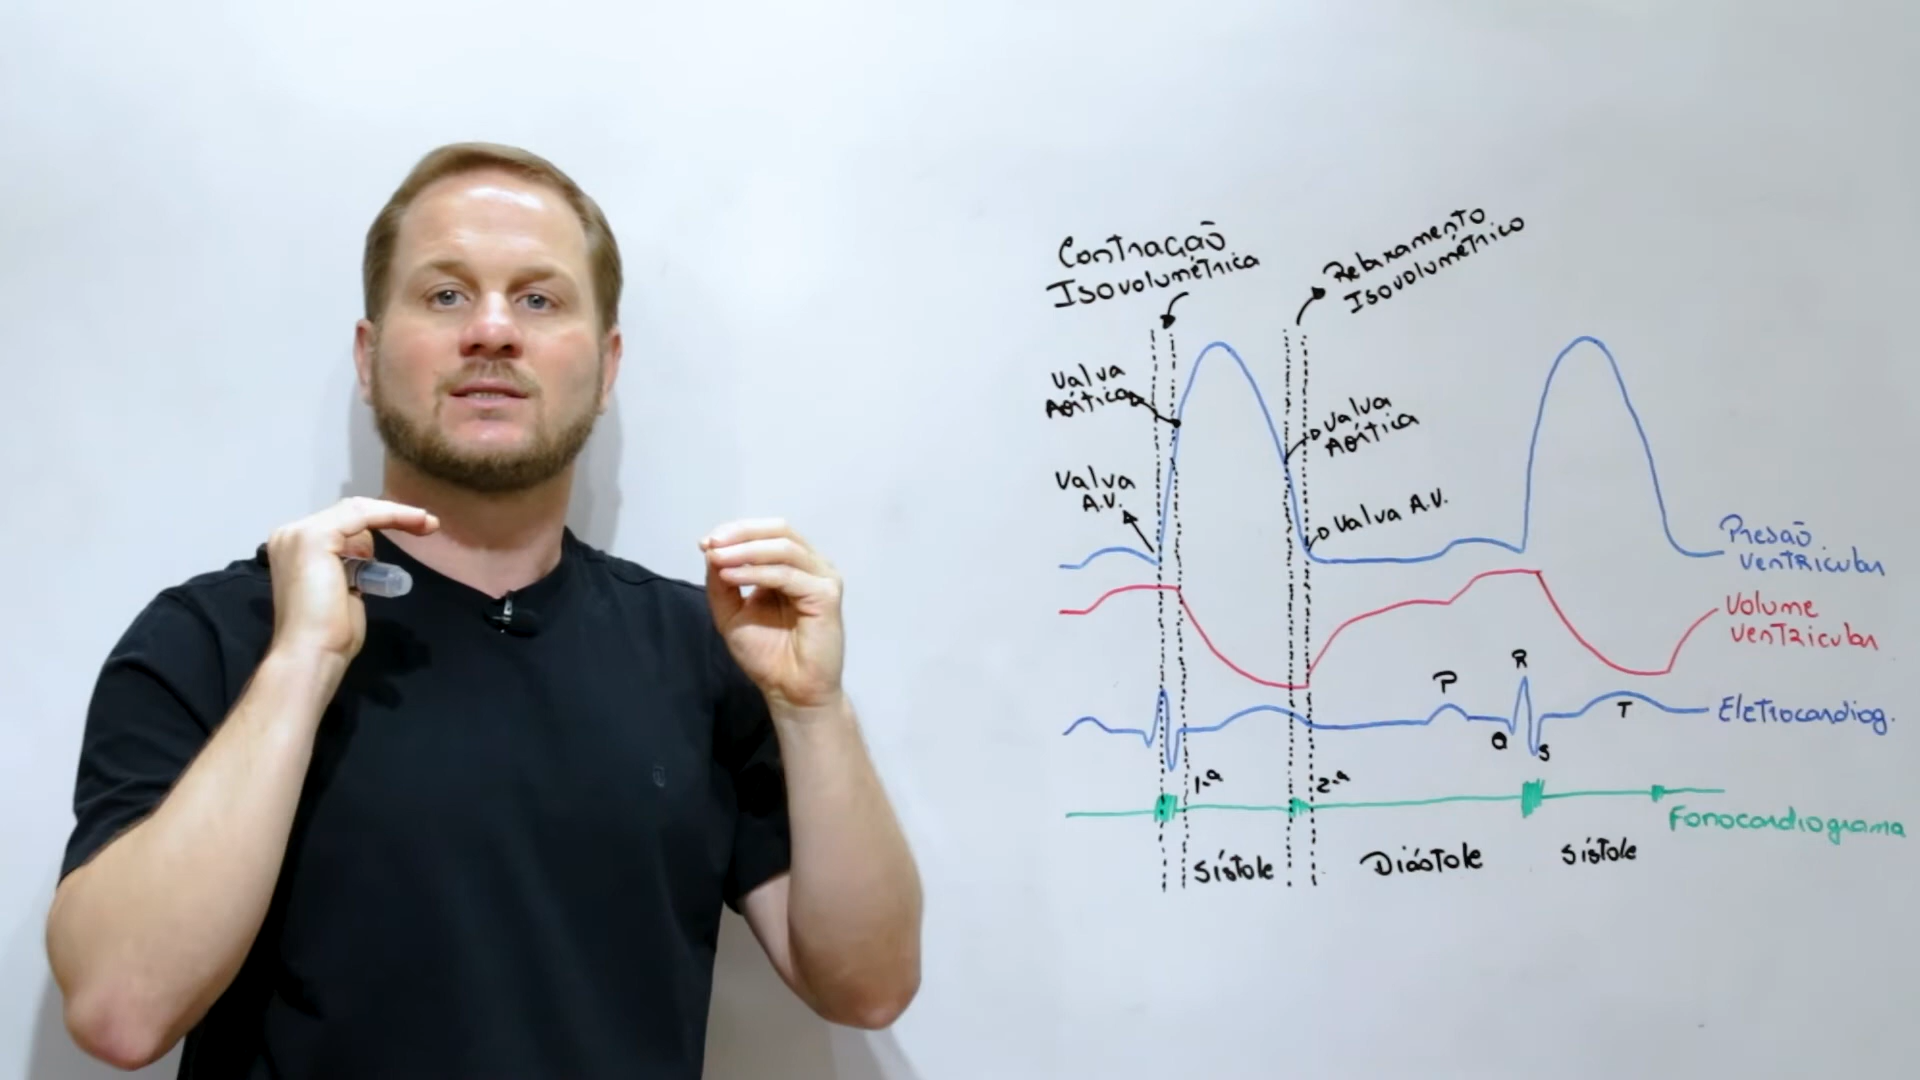 Contração
Isovolumétrica
Relaxamento
Isovolumétrico
Valva
Aórtica
Valva
A.V.
Valva
Aórtica
Valva A.V.
Presão
Ventricular
Volume
Ventricular
P
R
Q
S
T
Eletrocardiog.
1.a
2.a
Fonocardiograma
Sístole
Diástole
Sístole